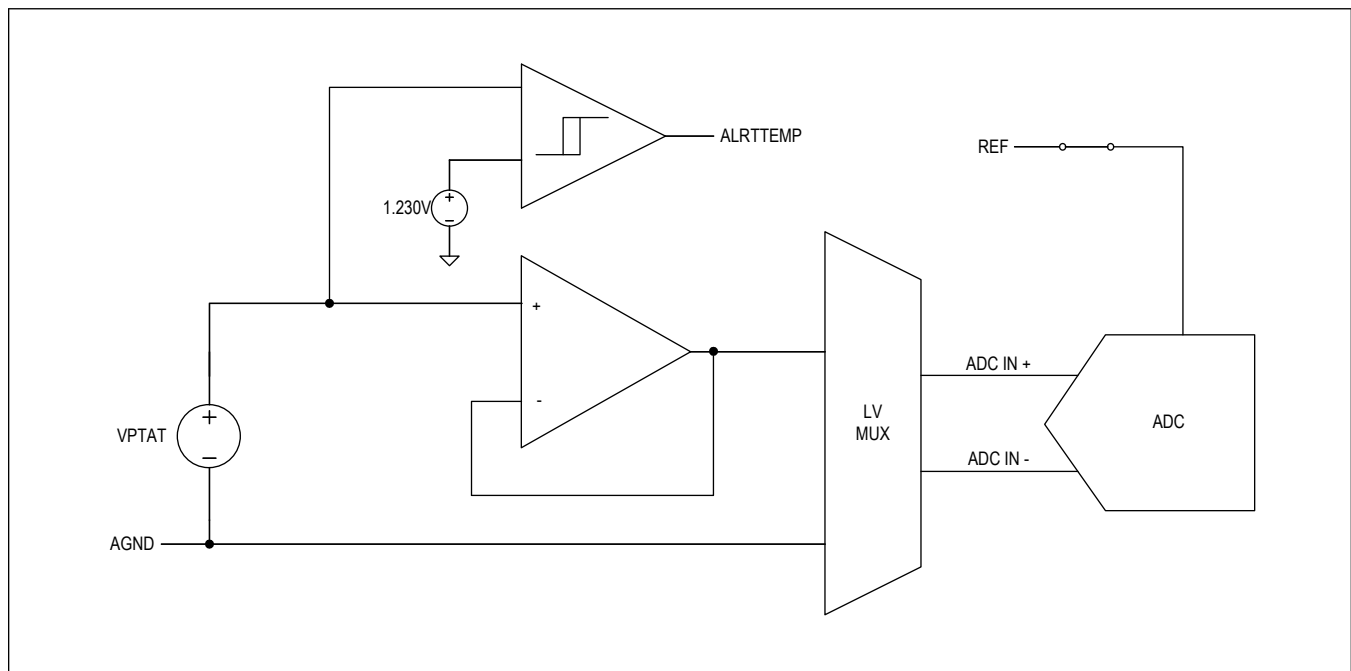 ALRTTEMP
REF
+
−
1.230V
+
-
ADC IN +
LV
MUX
ADC
+
−
VPTAT
ADC IN -
AGND